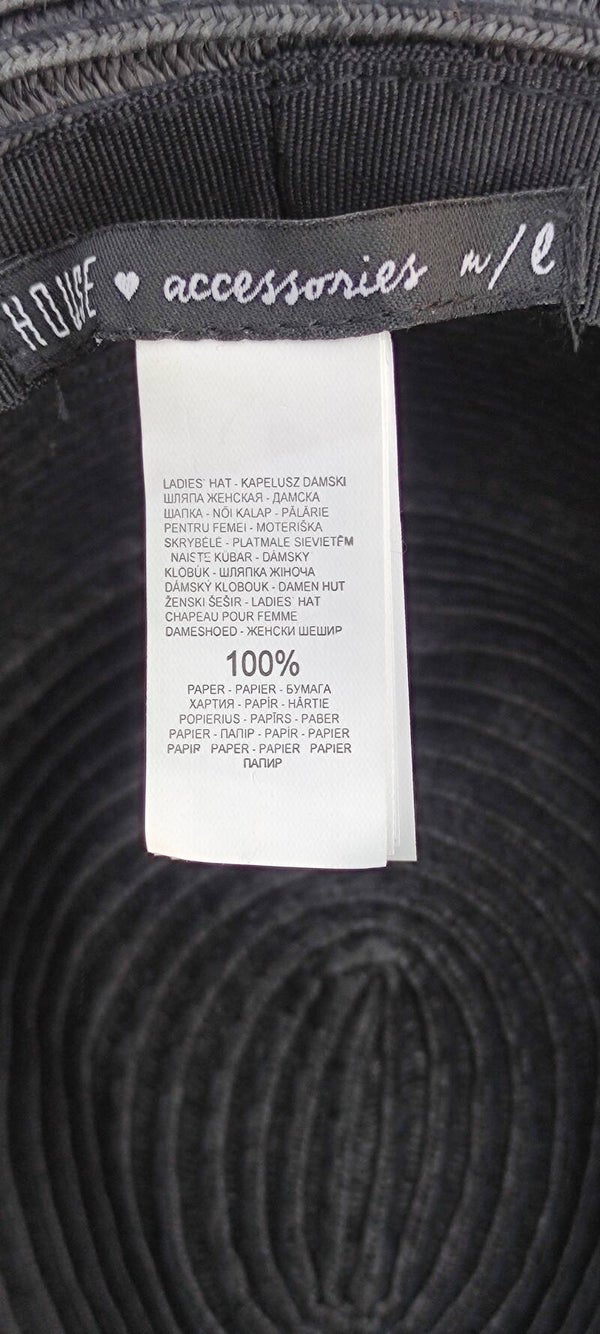 HOUSE ♥ accessories m/l
LADIES' HAT - KAPELUSZ DAMSKI
ШЛЯПА ЖЕНСКАЯ - ДАМСКА
ШАПКА - NŐI KALAP - PĂLĂRIE
PENTRU FEMEI - MOTERIŠKA
SKRYBĖLĖ - PLATMALE SIEVIETĒM
NAISTE KÜBAR - DÁMSKY
KLOBÚK - ШЛЯПКА ЖІНОЧА
DÁMSKÝ KLOBOUK - DAMEN HUT
ŽENSKI ŠEŠIR - LADIES' HAT
CHAPEAU POUR FEMME
DAMESHOED - ЖЕНСКИ ШЕШИР
100%
PAPER - PAPIER - БУМАГА
ХАРТИЯ - PAPÍR - HÂRTIE
POPIERIUS - PAPĪRS - PABER
PAPIER - ПАПІР - PAPÍR - PAPIER
PAPIR PAPER - PAPIER PAPIER
ПАПИР